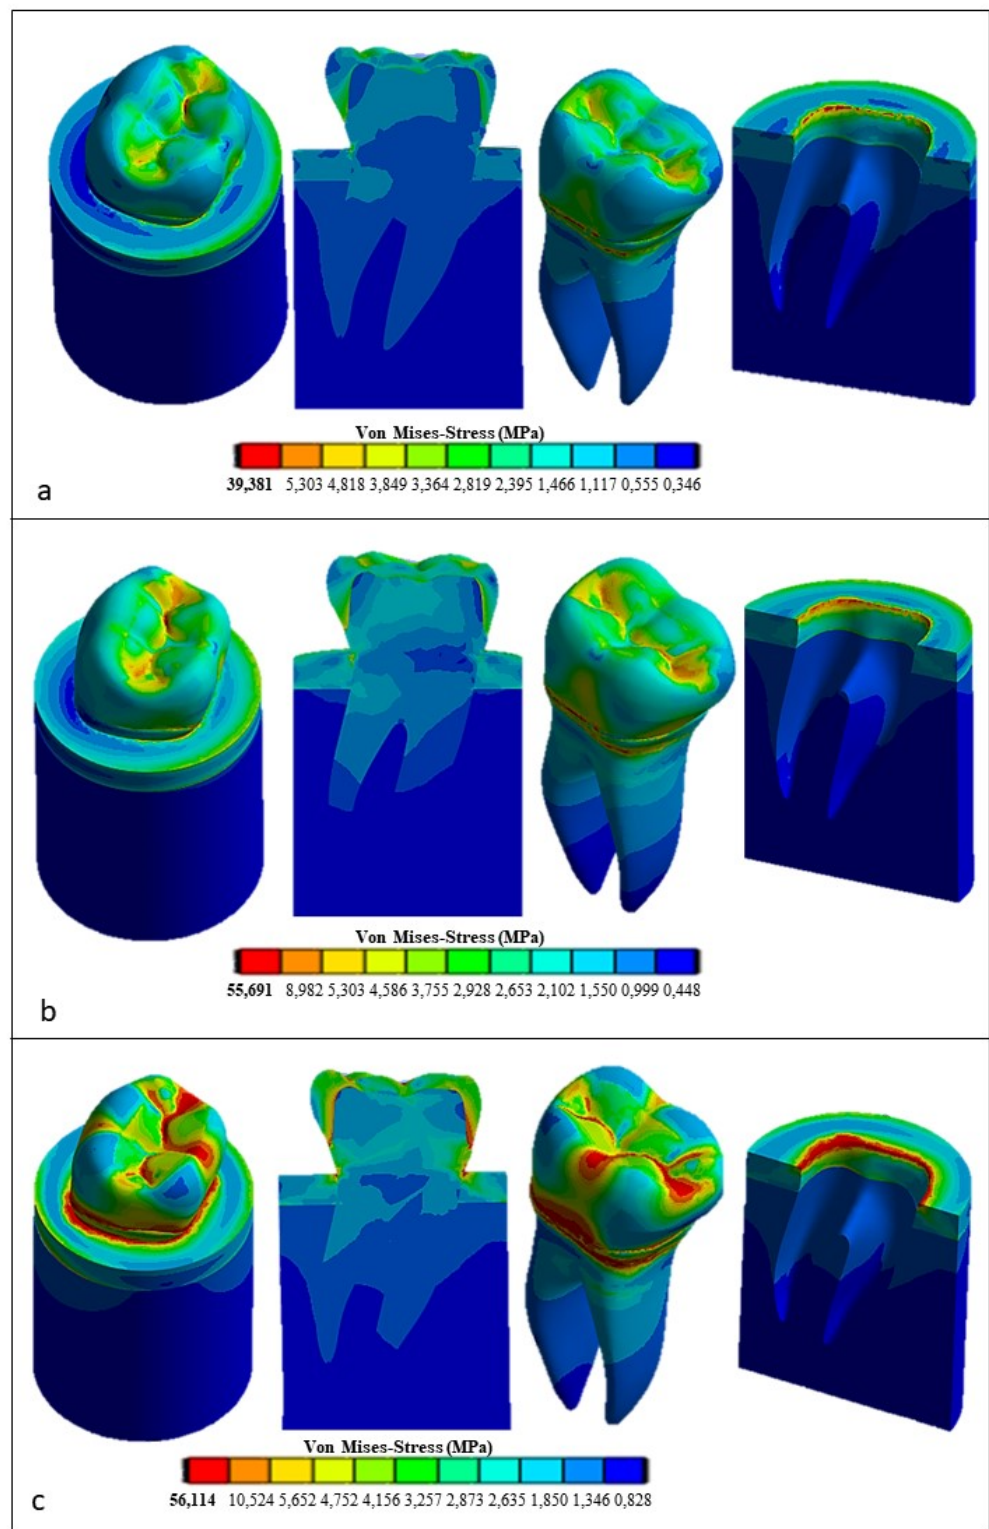 Von Mises-Stress (MPa)
39,381 5,303 4,818 3,849 3,364 2,819 2,395 1,466 1,117 0,555 0,346
a
Von Mises-Stress (MPa)
55,691 8,982 5,303 4,586 3,755 2,928 2,653 2,102 1,550 0,999 0,448
b
Von Mises-Stress (MPa)
56,114 10,524 5,652 4,752 4,156 3,257 2,873 2,635 1,850 1,346 0,828
c